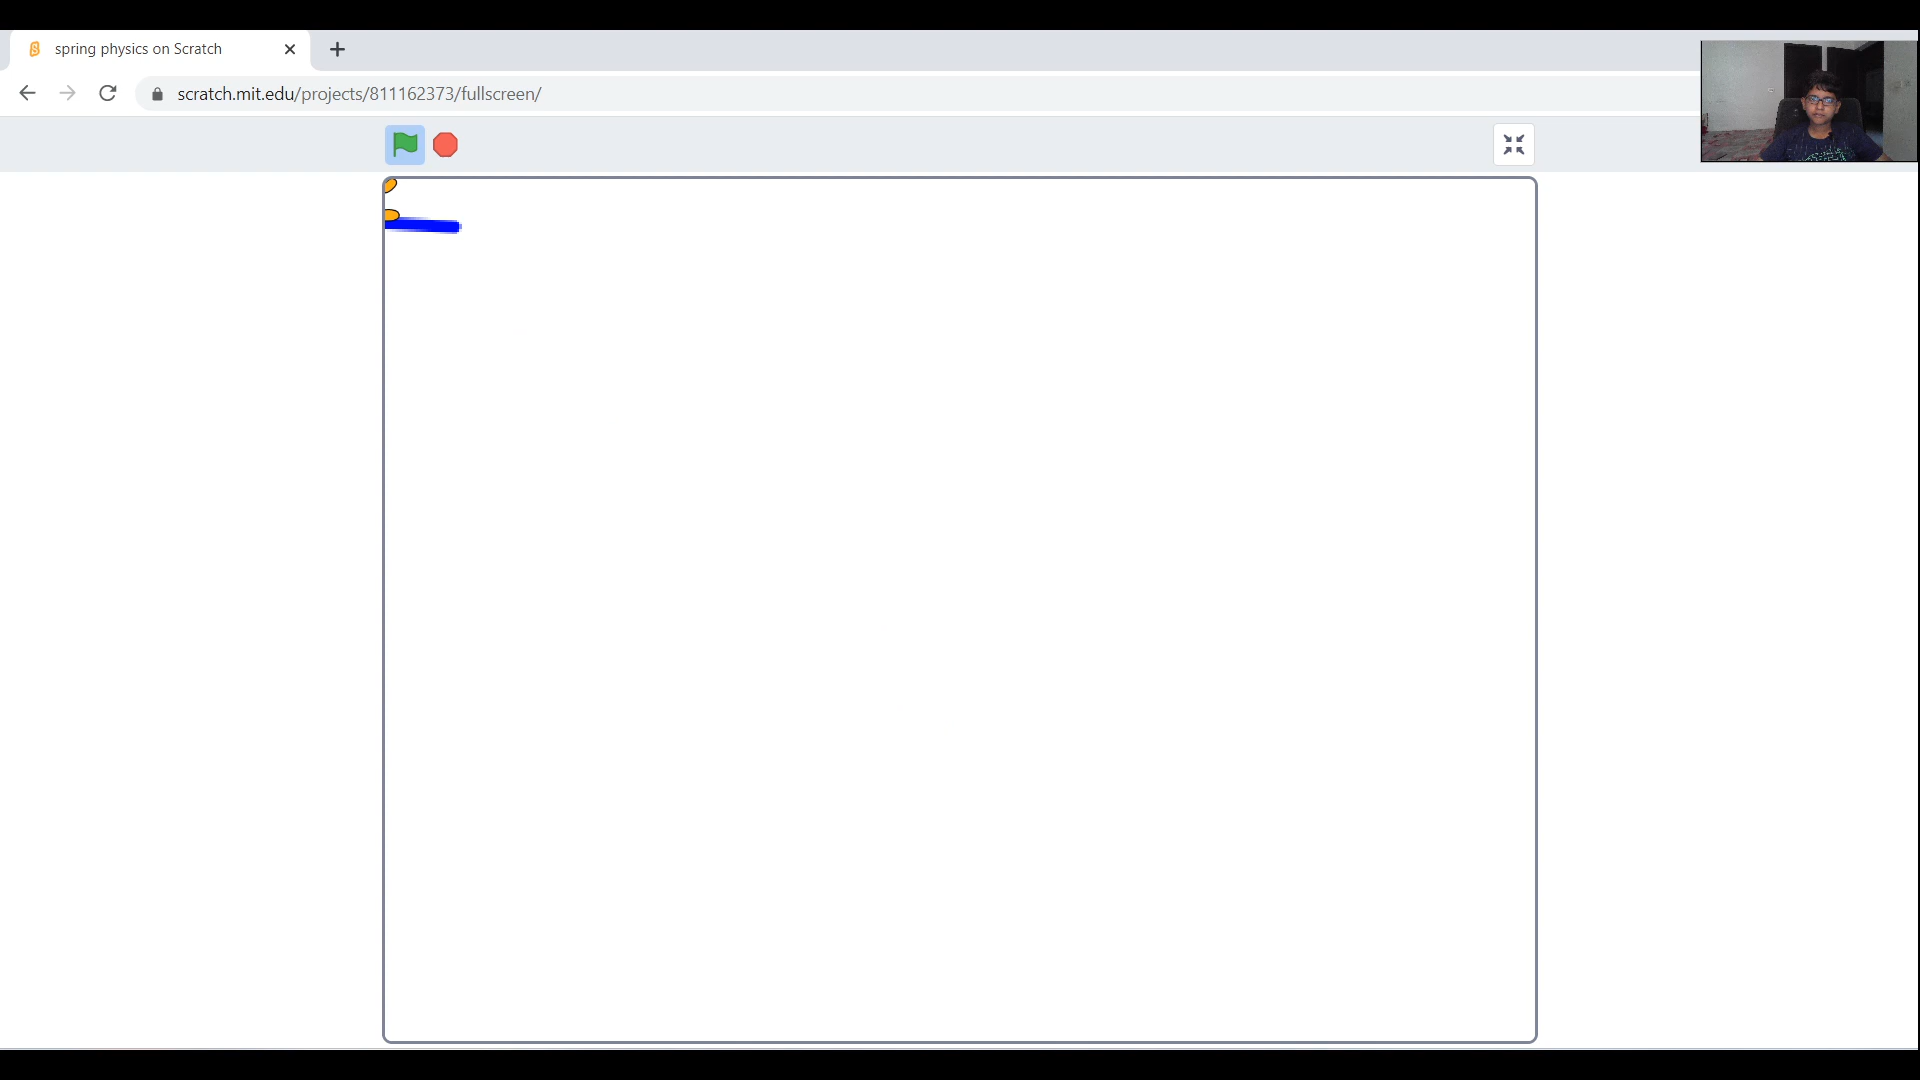 spring physics on Scratch
scratch.mit.edu/projects/811162373/fullscreen/